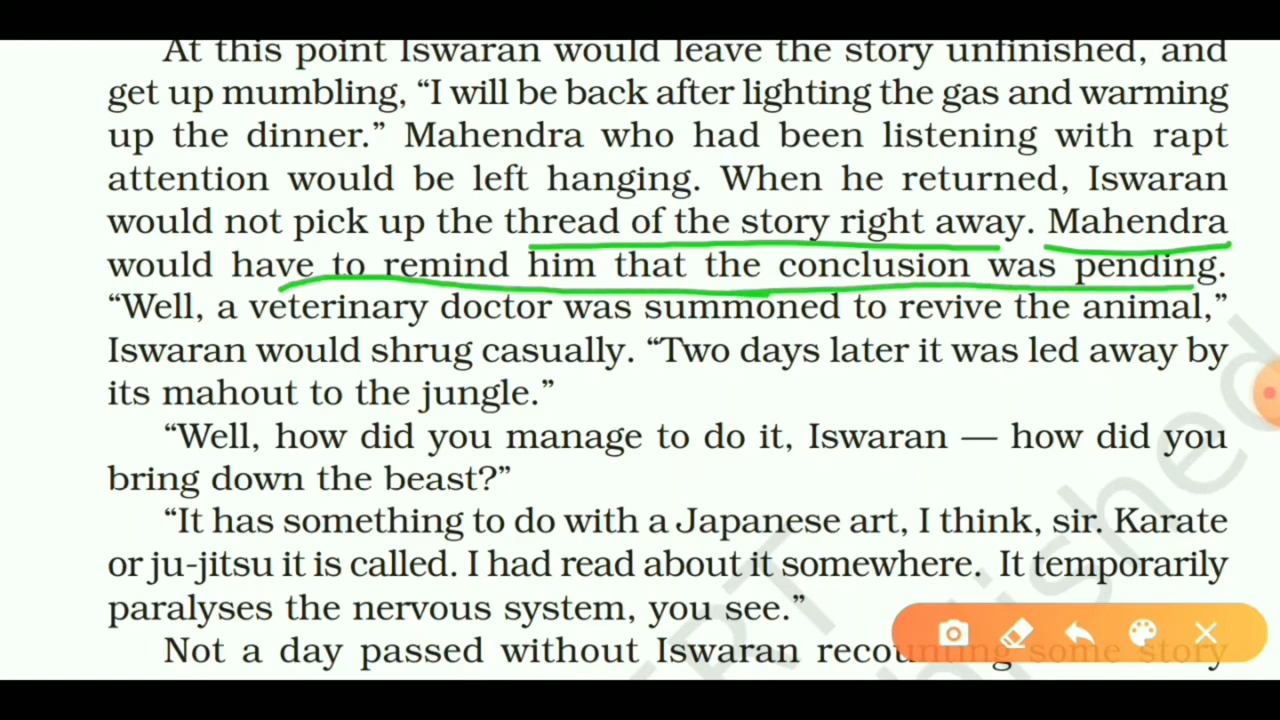 At this point Iswaran would leave the story unfinished, and
get up mumbling, “I will be back after lighting the gas and warming
up the dinner.” Mahendra who had been listening with rapt
attention would be left hanging. When he returned, Iswaran
would not pick up the thread of the story right away. Mahendra
would have to remind him that the conclusion was pending.
“Well, a veterinary doctor was summoned to revive the animal,”
Iswaran would shrug casually. “Two days later it was led away by
its mahout to the jungle.”
“Well, how did you manage to do it, Iswaran — how did you
bring down the beast?”
“It has something to do with a Japanese art, I think, sir. Karate
or ju-jitsu it is called. I had read about it somewhere. It temporarily
paralyses the nervous system, you see.”
Not a day passed without Iswaran recounting some story